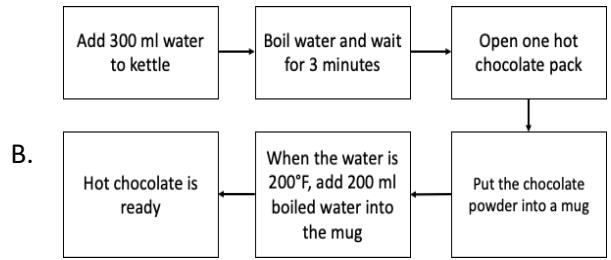 Add 300 ml water
to kettle
Boil water and wait
for 3 minutes
Open one hot
chocolate pack
B.
Put the chocolate
powder into a mug
When the water is
200°F, add 200 ml
boiled water into
the mug
Hot chocolate is
ready